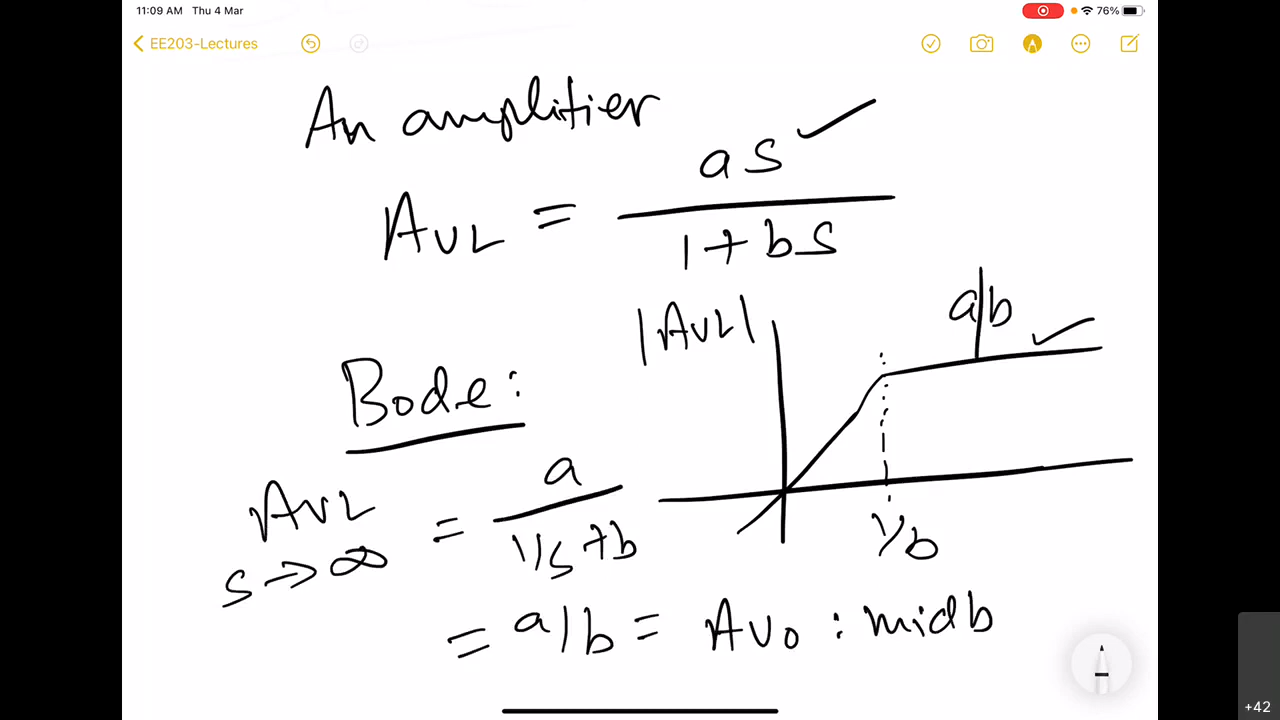 11:09 AM Thu 4 Mar
76%
EE203-Lectures
An amplifier
AVL = as / 1 + bs
|AVL|
a/b
Bode:
1/b
AVL s→∞ = a / 1/s + b
= a/b = AVO : midb
+42